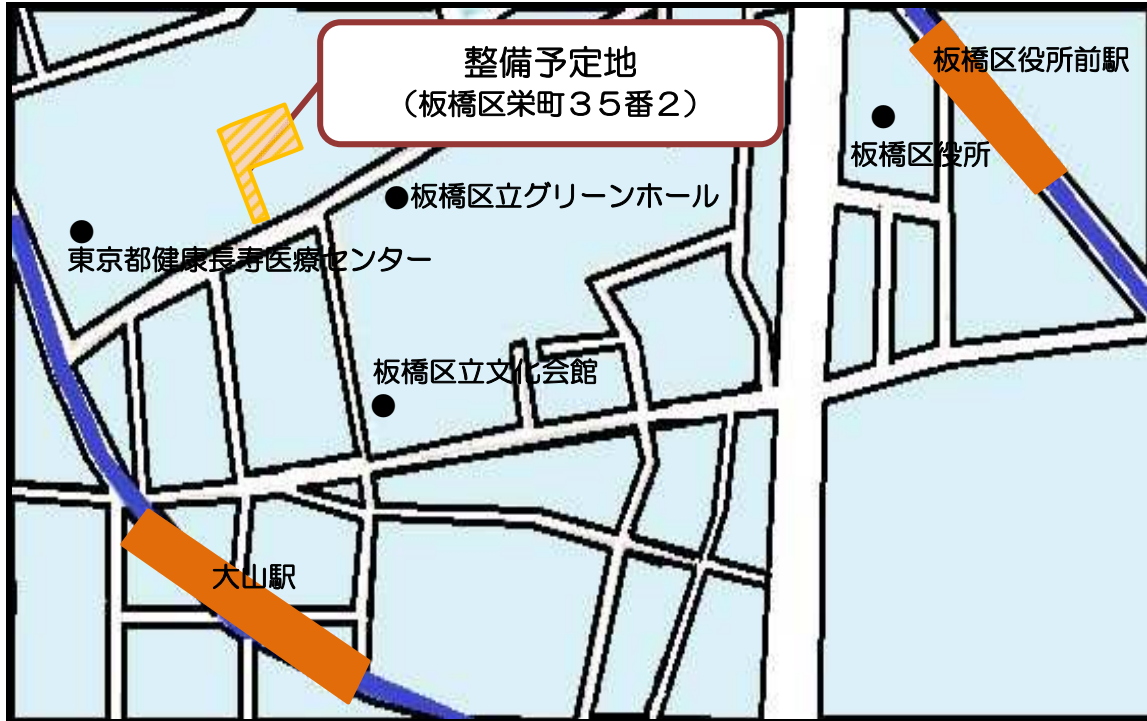 整備予定地
（板橋区栄町３５番２）
板橋区役所前駅
板橋区役所
板橋区立グリーンホール
東京都健康長寿医療センター
板橋区立文化会館
大山駅